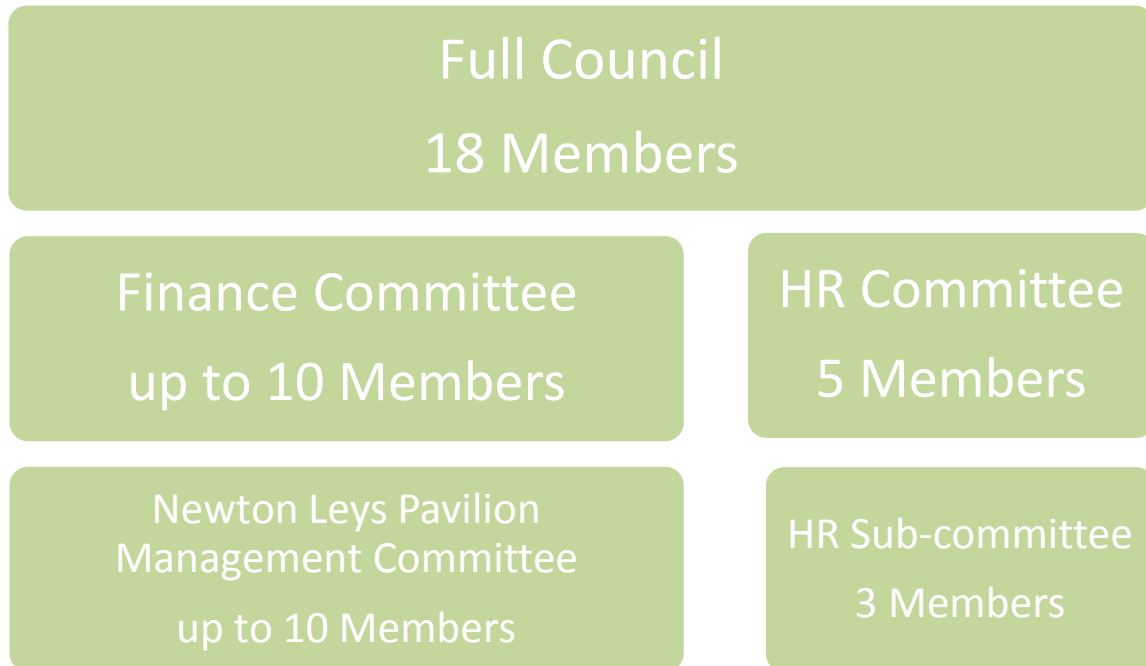 Full Council
18 Members
Finance Committee
up to 10 Members
HR Committee
5 Members
Newton Leys Pavilion
Management Committee
up to 10 Members
HR Sub-committee
3 Members